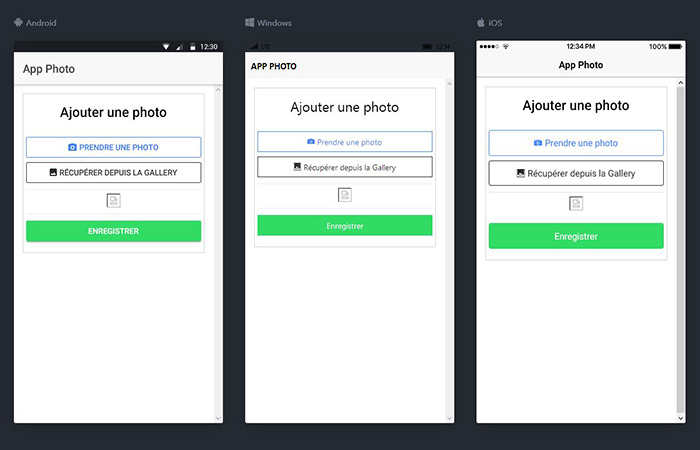 Android
12:30
App Photo
Ajouter une photo
PRENDRE UNE PHOTO
RÉCUPÉRER DEPUIS LA GALLERY
ENREGISTRER
Windows
LTE 12:34
APP PHOTO
Ajouter une photo
Prendre une photo
Récupérer depuis la Gallery
Enregistrer
iOS
12:34 PM 100%
App Photo
Ajouter une photo
Prendre une photo
Récupérer depuis la Gallery
Enregistrer